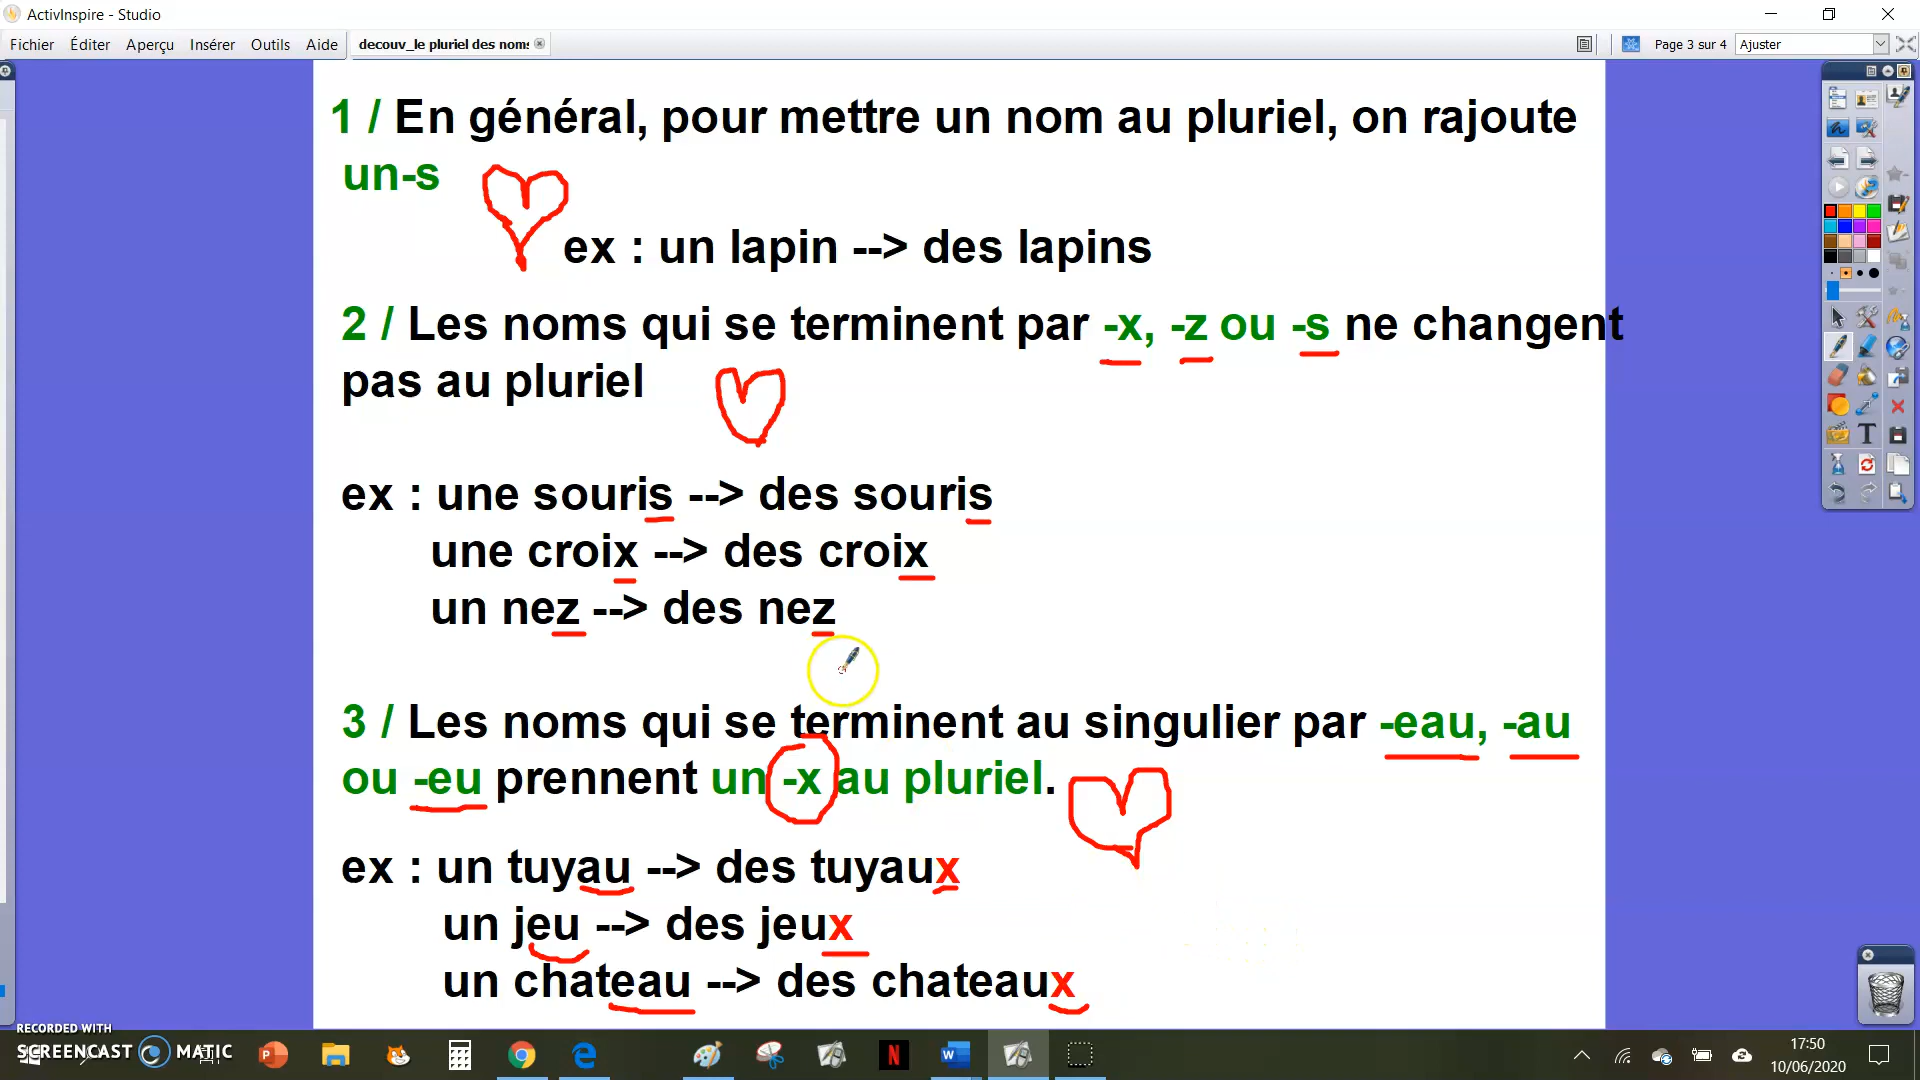 ActivInspire - Studio
Fichier Éditer Aperçu Insérer Outils Aide decouv_le pluriel des noms Page 3 sur 4 Ajuster
1 / En général, pour mettre un nom au pluriel, on rajoute
un-s
ex : un lapin --> des lapins
2 / Les noms qui se terminent par -x, -z ou -s ne changent
pas au pluriel
ex : une souris --> des souris
une croix --> des croix
un nez --> des nez
3 / Les noms qui se terminent au singulier par -eau, -au
ou -eu prennent un -x au pluriel.
ex : un tuyau --> des tuyaux
un jeu --> des jeux
un chateau --> des chateaux
RECORDED WITH
SCREENCAST MATIC
17:50
10/06/2020